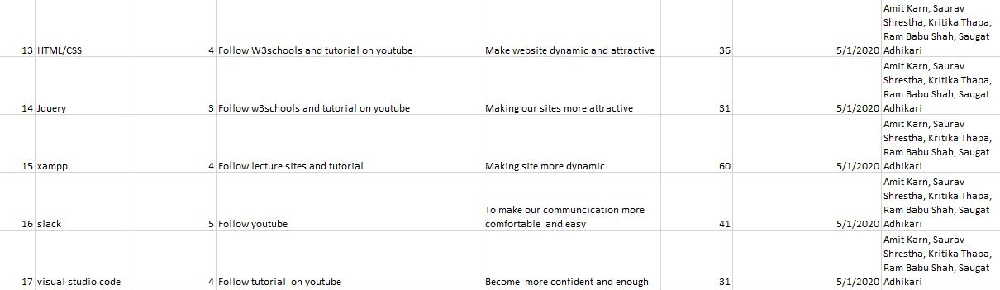 Amit Karn, Saurav
Shrestha, Kritika Thapa,
Ram Babu Shah, Saugat
13 HTML/CSS 4 Follow W3schools and tutorial on youtube Make website dynamic and attractive 36 5/1/2020 Adhikari
Amit Karn, Saurav
Shrestha, Kritika Thapa,
Ram Babu Shah, Saugat
14 Jquery 3 Follow w3schools and tutorial on youtube Making our sites more attractive 31 5/1/2020 Adhikari
Amit Karn, Saurav
Shrestha, Kritika Thapa,
Ram Babu Shah, Saugat
15 xampp 4 Follow lecture sites and tutorial Making site more dynamic 60 5/1/2020 Adhikari
Amit Karn, Saurav
Shrestha, Kritika Thapa,
To make our communcication more Ram Babu Shah, Saugat
16 slack 5 Follow youtube comfortable and easy 41 5/1/2020 Adhikari
Amit Karn, Saurav
Shrestha, Kritika Thapa,
Ram Babu Shah, Saugat
17 visual studio code 4 Follow tutorial on youtube Become more confident and enough 31 5/1/2020 Adhikari